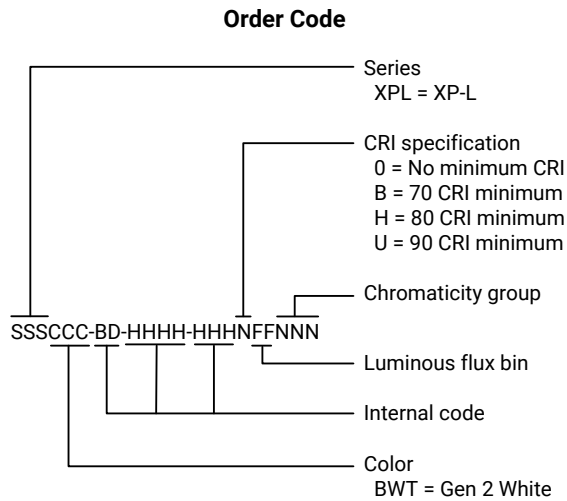 Order Code
Series
XPL = XP-L
CRI specification
0 = No minimum CRI
B = 70 CRI minimum
H = 80 CRI minimum
U = 90 CRI minimum
Chromaticity group
SSSCCC-BD-HHHH-HHHNFFNNN
Luminous flux bin
Internal code
Color
BWT = Gen 2 White